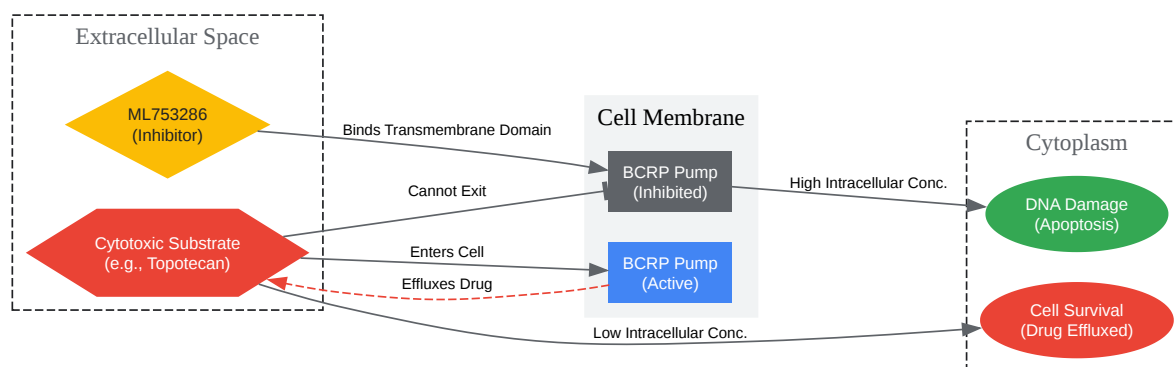 Extracellular Space
ML753286
(Inhibitor)
Cytotoxic Substrate
(e.g., Topotecan)
Binds Transmembrane Domain
Cannot Exit
Enters Cell
Effluxes Drug
Low Intracellular Conc.
Cell Membrane
BCRP Pump
(Inhibited)
BCRP Pump
(Active)
High Intracellular Conc.
Cytoplasm
DNA Damage
(Apoptosis)
Cell Survival
(Drug Effluxed)